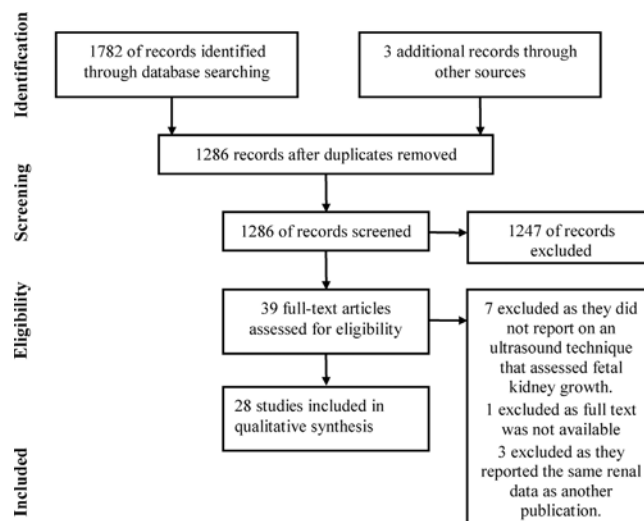 Identification
1782 of records identified
through database searching
3 additional records through
other sources
1286 records after duplicates removed
Screening
1286 of records screened
1247 of records
excluded
Eligibility
39 full-text articles
assessed for eligibility
7 excluded as they did
not report on an
ultrasound technique
that assessed fetal
kidney growth.
1 excluded as full text
was not available
3 excluded as they
reported the same renal
data as another
publication.
28 studies included in
qualitative synthesis
Included